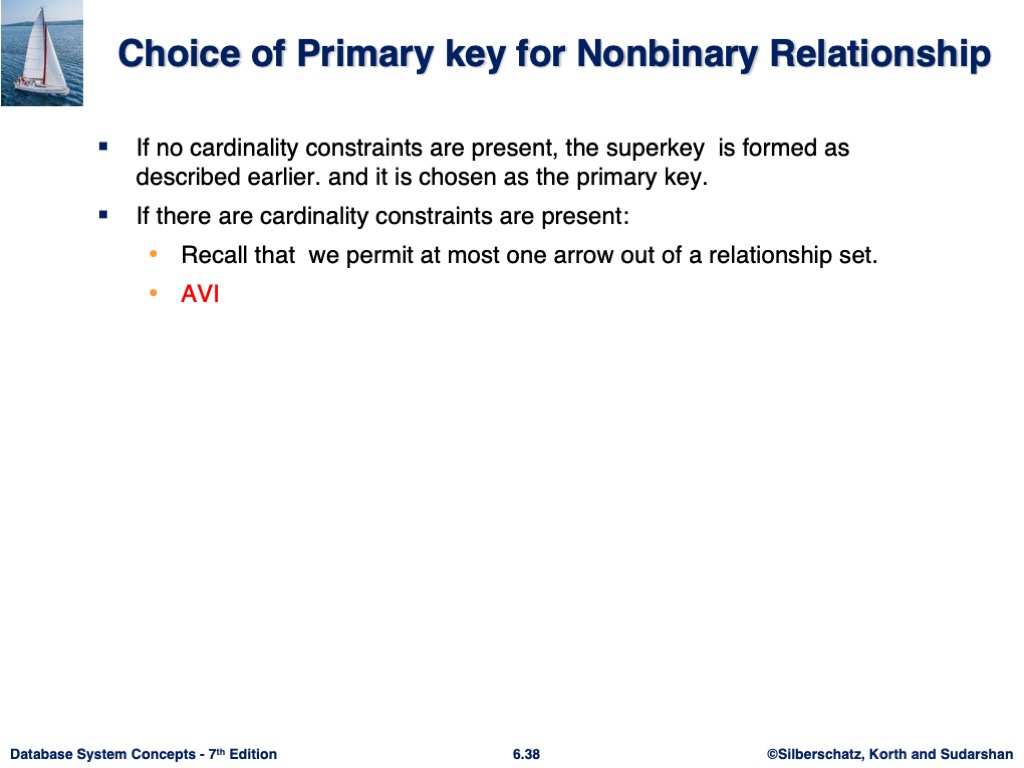 Choice of Primary key for Nonbinary Relationship
▪ If no cardinality constraints are present, the superkey  is formed as
described earlier. and it is chosen as the primary key.
▪ If there are cardinality constraints are present:
• Recall that  we permit at most one arrow out of a relationship set.
• AVI
Database System Concepts - 7th Edition
6.38
©Silberschatz, Korth and Sudarshan